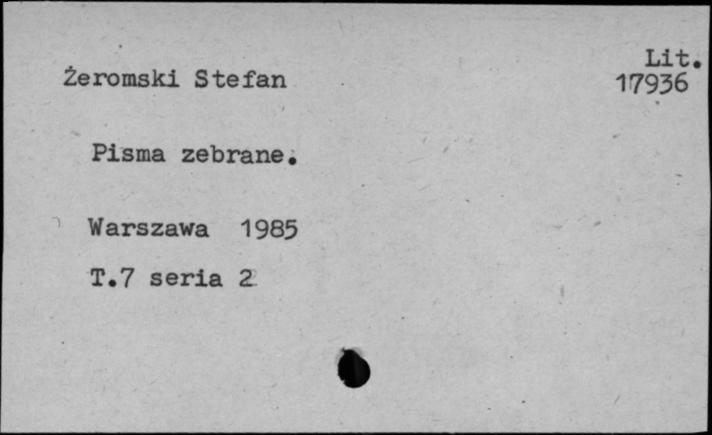 Lit.
Żeromski Stefan 17936
Pisma zebrane.
Warszawa 1985
T.7 seria 2